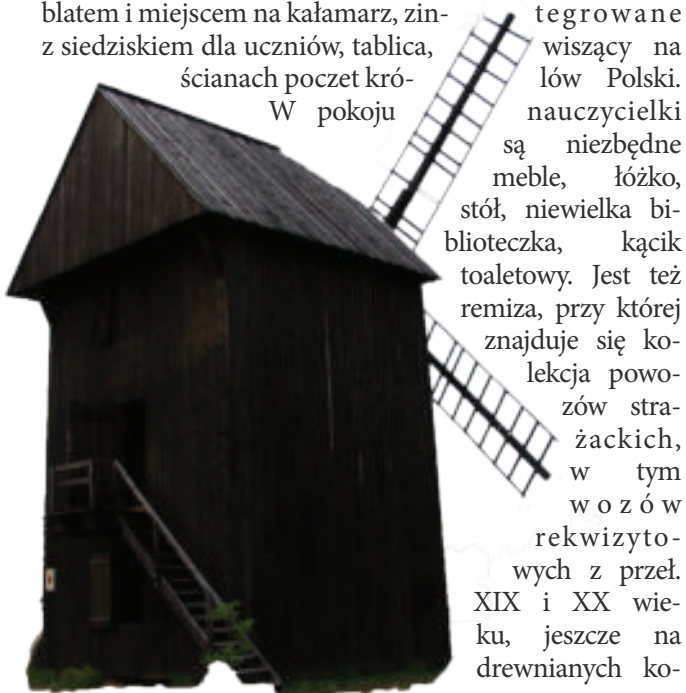 blatem i miejscem na kałamarz, zin- tegrowane
z siedziskiem dla uczniów, tablica, wiszący na
ścianach poczet kró- lów Polski.
W pokoju nauczycielki
są niezbędne
meble, łóżko,
stół, niewielka bi-
blioteczka, kącik
toaletowy. Jest też
remiza, przy której
znajduje się ko-
lekcja powo-
zów stra-
żackich,
w tym
wozów
rekwizyto-
wych z przeł.
XIX i XX wie-
ku, jeszcze na
drewnianych ko-